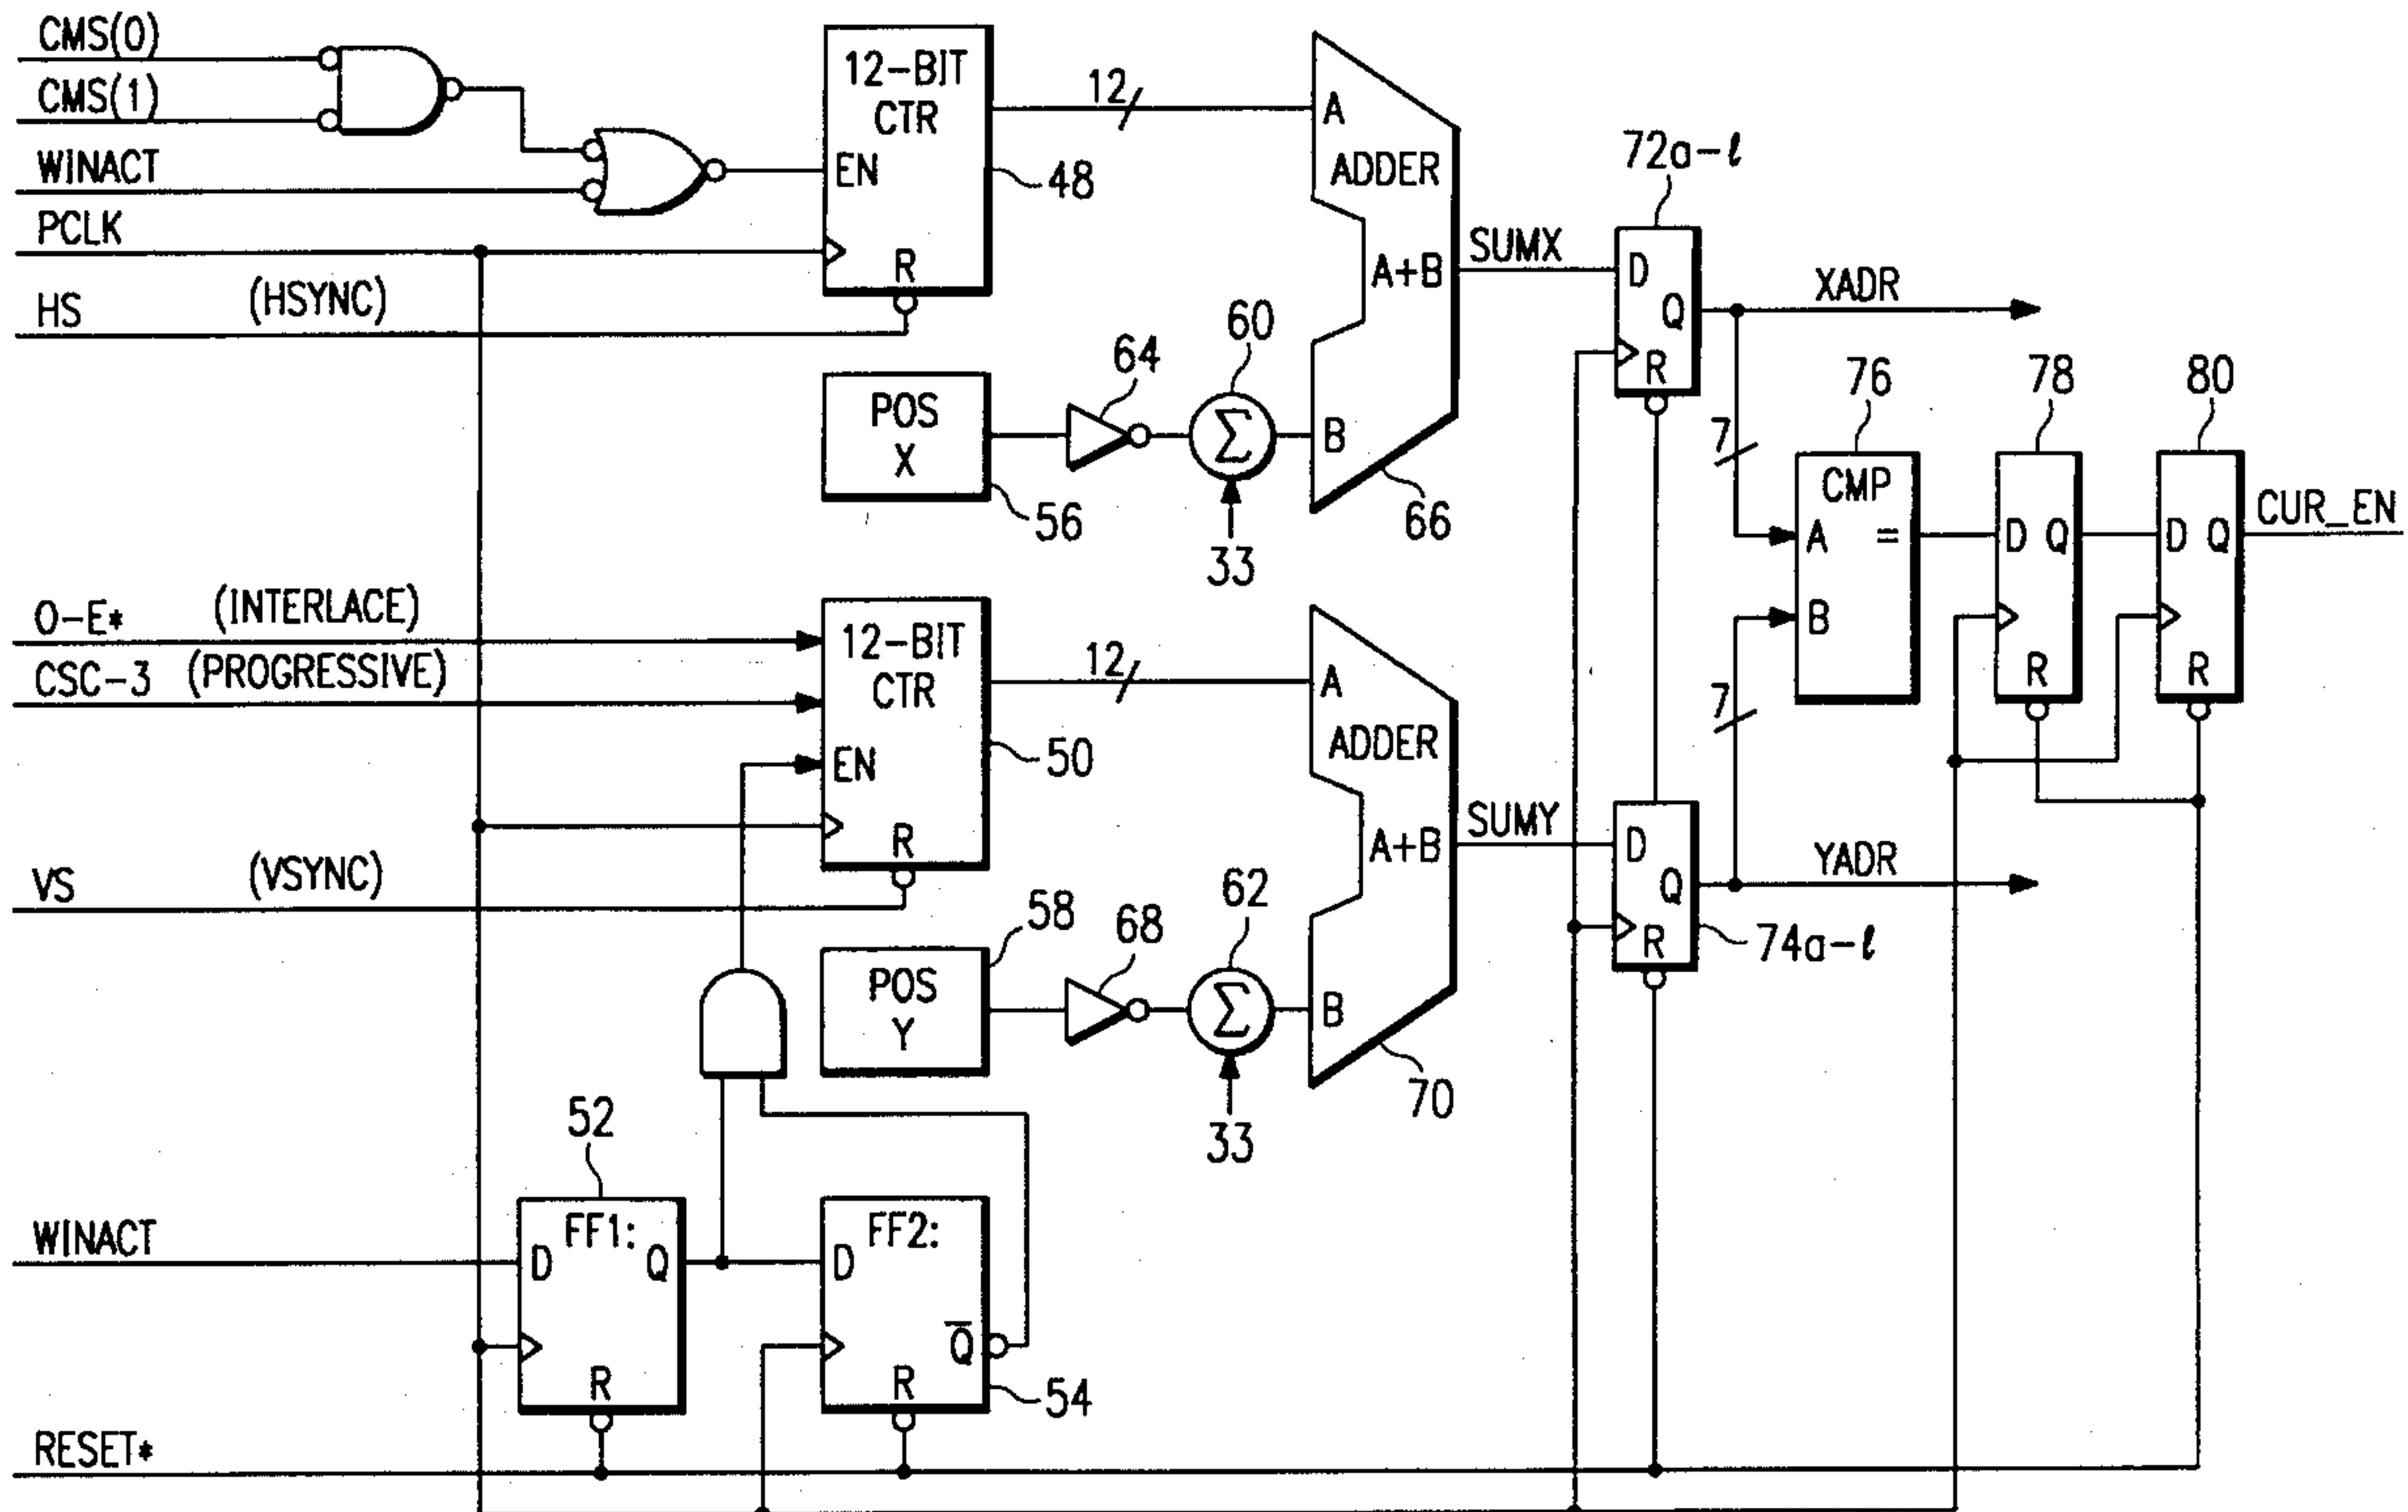 CMS(0)
CMS(1)
WINACT
PCLK
HS (HSYNC)
12-BIT
CTR
EN
R
48
12
A
ADDER
A+B
B
66
SUMX
POS
X
56
64
60
Σ
33
72a-ℓ
D
Q
R
XADR
7
76
CMP
A =
B
7
78
D Q
R
80
D Q
R
CUR_EN
O-E* (INTERLACE)
CSC-3 (PROGRESSIVE)
VS (VSYNC)
12-BIT
CTR
EN
R
50
12
A
ADDER
A+B
B
70
SUMY
POS
Y
58
68
62
Σ
33
D
Q
R
74a-ℓ
YADR
WINACT
52
FF1:
D Q
R
FF2:
D
Q̅
R
54
RESET*